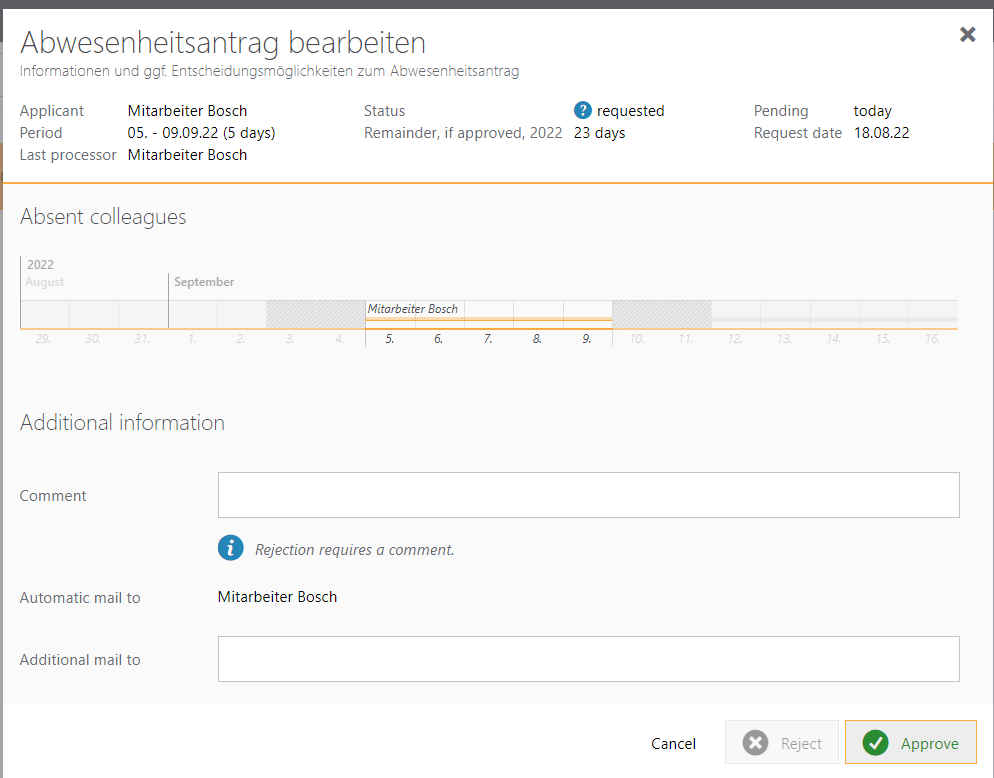 Abwesenheitsantrag bearbeiten
Informationen und ggf. Entscheidungsmöglichkeiten zum Abwesenheitsantrag
Applicant Mitarbeiter Bosch Status ? requested Pending today
Period 05. - 09.09.22 (5 days) Remainder, if approved, 2022 23 days Request date 18.08.22
Last processor Mitarbeiter Bosch
Absent colleagues
2022
August September
Mitarbeiter Bosch
29. 30. 31. 1. 2. 3. 4. 5. 6. 7. 8. 9. 10. 11. 12. 13. 14. 15. 16.
Additional information
Comment
i Rejection requires a comment.
Automatic mail to Mitarbeiter Bosch
Additional mail to
Cancel Reject Approve